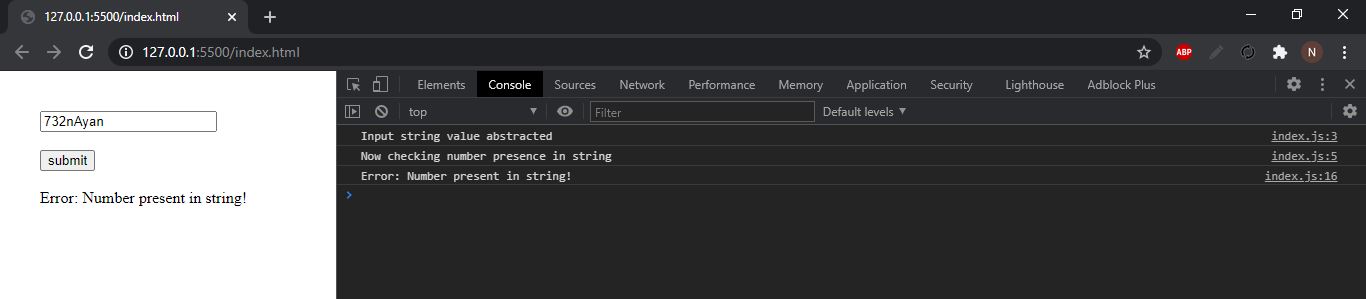 127.0.0.1:5500/index.html
127.0.0.1:5500/index.html
ABP
N
732nAyan
submit
Error: Number present in string!
Elements Console Sources Network Performance Memory Application Security Lighthouse Adblock Plus
top Filter Default levels
Input string value abstracted index.js:3
Now checking number presence in string index.js:5
Error: Number present in string! index.js:16